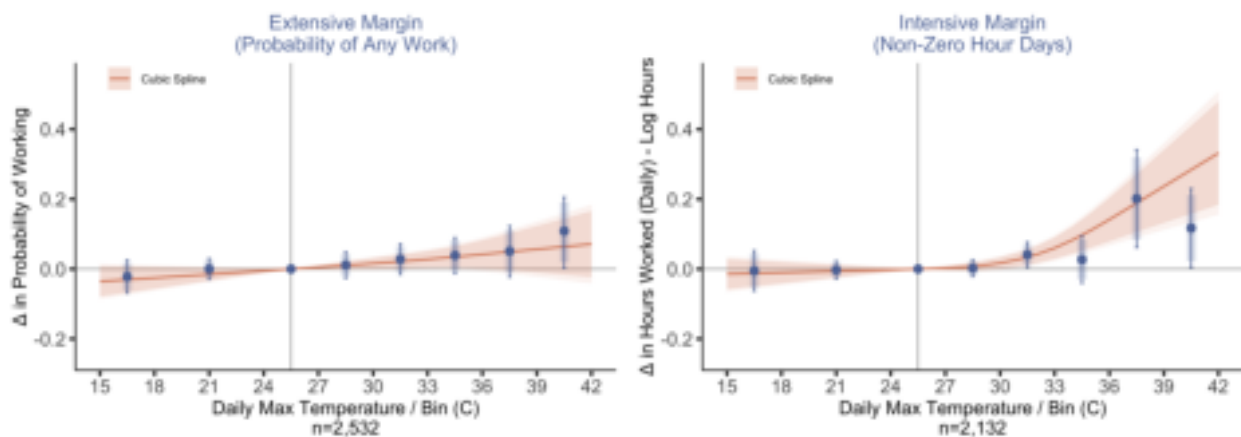 Extensive Margin
(Probability of Any Work)
Cubic Spline
Δ in Probability of Working
0.4
0.2
0.0
-0.2
15 18 21 24 27 30 33 36 39 42
Daily Max Temperature / Bin (C)
n=2,532
Intensive Margin
(Non-Zero Hour Days)
Cubic Spline
Δ in Hours Worked (Daily) - Log Hours
0.4
0.2
0.0
-0.2
15 18 21 24 27 30 33 36 39 42
Daily Max Temperature / Bin (C)
n=2,132